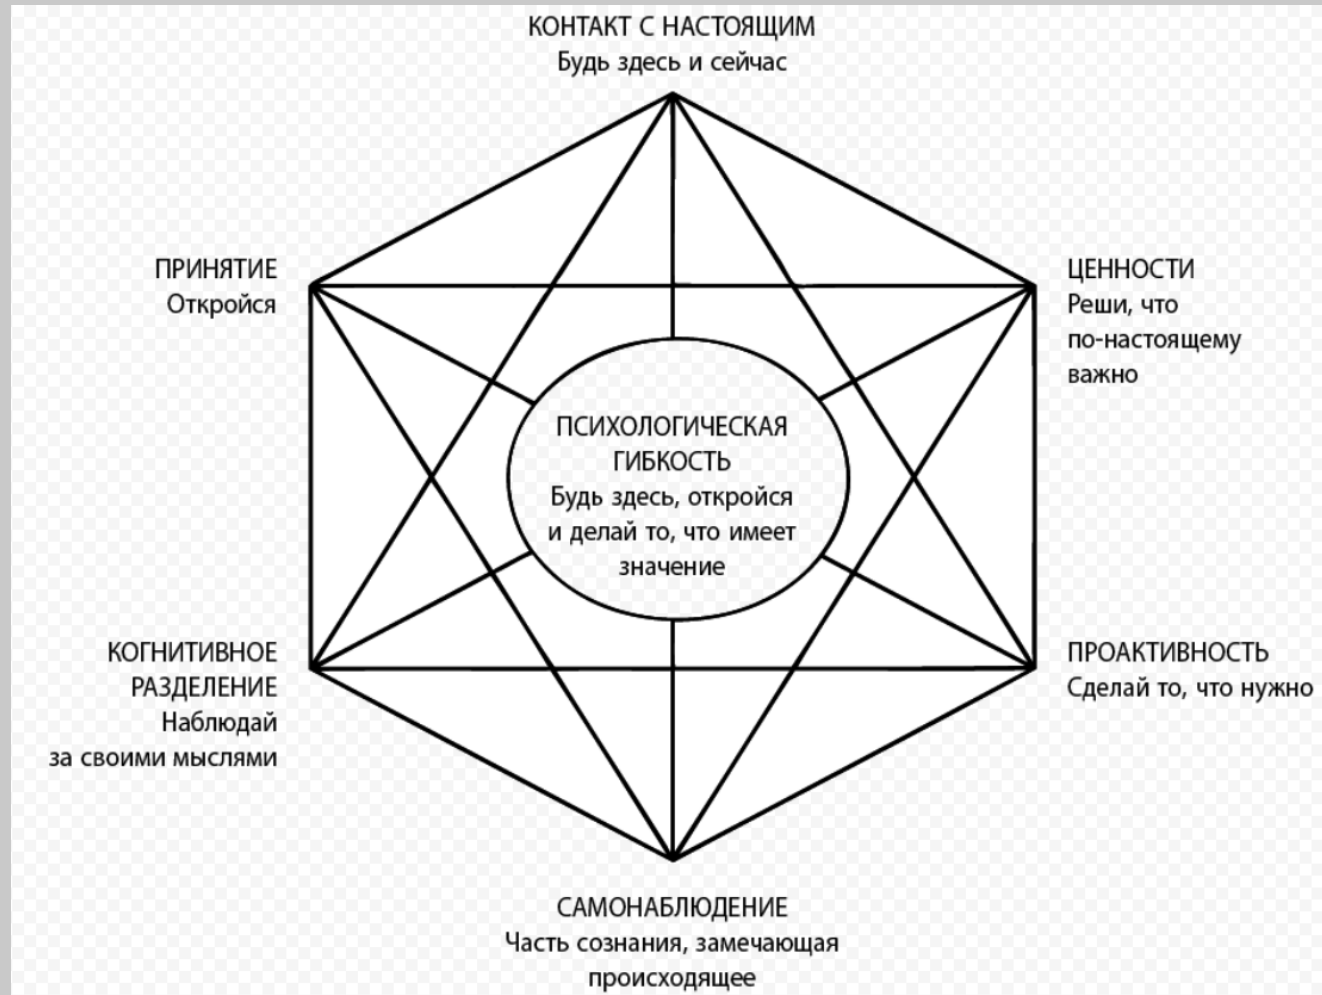 КОНТАКТ С НАСТОЯЩИМ
Будь здесь и сейчас
ПРИНЯТИЕ
Откройся
ЦЕННОСТИ
Реши, что
по-настоящему
важно
ПСИХОЛОГИЧЕСКАЯ
ГИБКОСТЬ
Будь здесь, откройся
и делай то, что имеет
значение
КОГНИТИВНОЕ
РАЗДЕЛЕНИЕ
Наблюдай
за своими мыслями
ПРОАКТИВНОСТЬ
Сделай то, что нужно
САМОНАБЛЮДЕНИЕ
Часть сознания, замечающая
происходящее